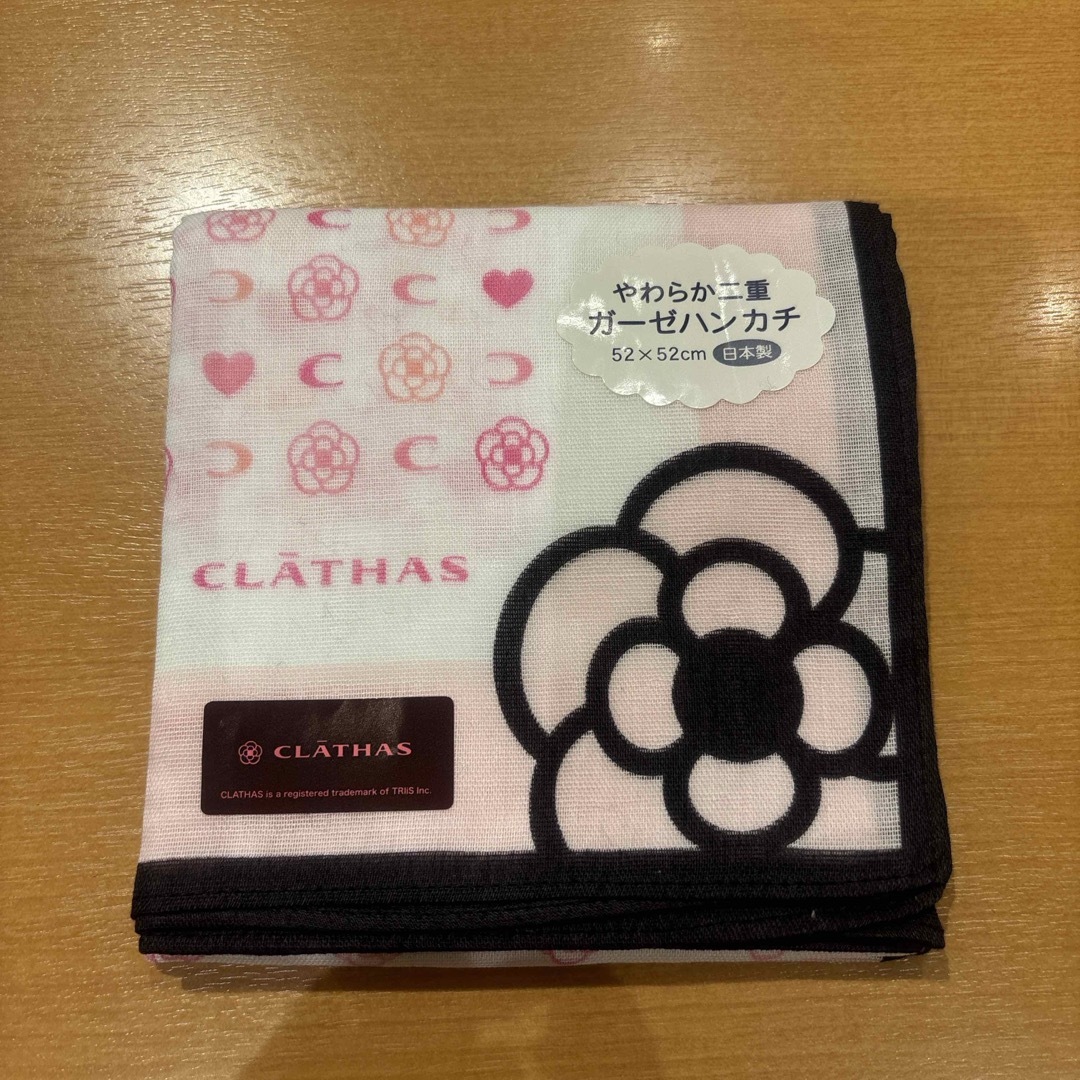 やわらか二重
ガーゼハンカチ
52×52cm 日本製
CLĀTHAS
CLĀTHAS
CLATHAS is a registered trademark of TRIiS Inc.